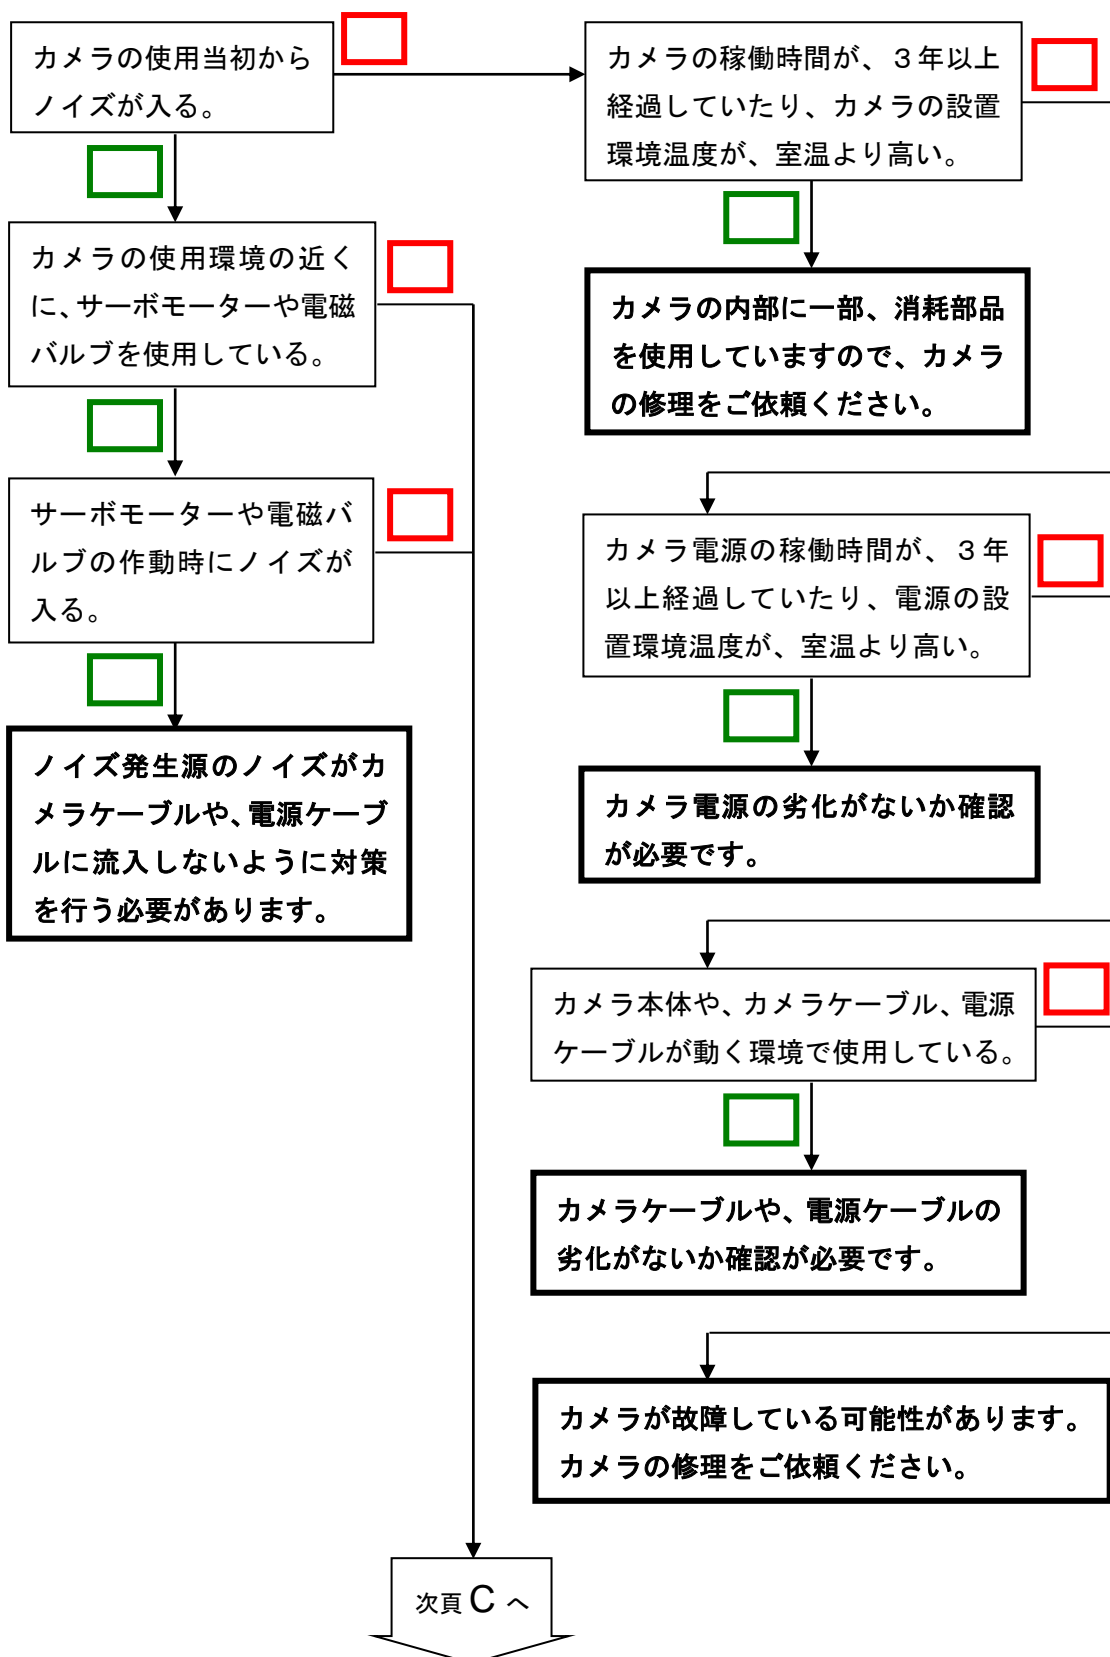 カメラの使用当初から
ノイズが入る。
カメラの使用環境の近く
に、サーボモーターや電磁
バルブを使用している。
サーボモーターや電磁バ
ルブの作動時にノイズが
入る。
ノイズ発生源のノイズがカ
メラケーブルや、電源ケーブ
ルに流入しないように対策
を行う必要があります。
カメラの稼働時間が、３年以上
経過していたり、カメラの設置
環境温度が、室温より高い。
カメラの内部に一部、消耗部品
を使用していますので、カメラ
の修理をご依頼ください。
カメラ電源の稼働時間が、３年
以上経過していたり、電源の設
置環境温度が、室温より高い。
カメラ電源の劣化がないか確認
が必要です。
カメラ本体や、カメラケーブル、電源
ケーブルが動く環境で使用している。
カメラケーブルや、電源ケーブルの
劣化がないか確認が必要です。
カメラが故障している可能性があります。
カメラの修理をご依頼ください。
次頁 C へ